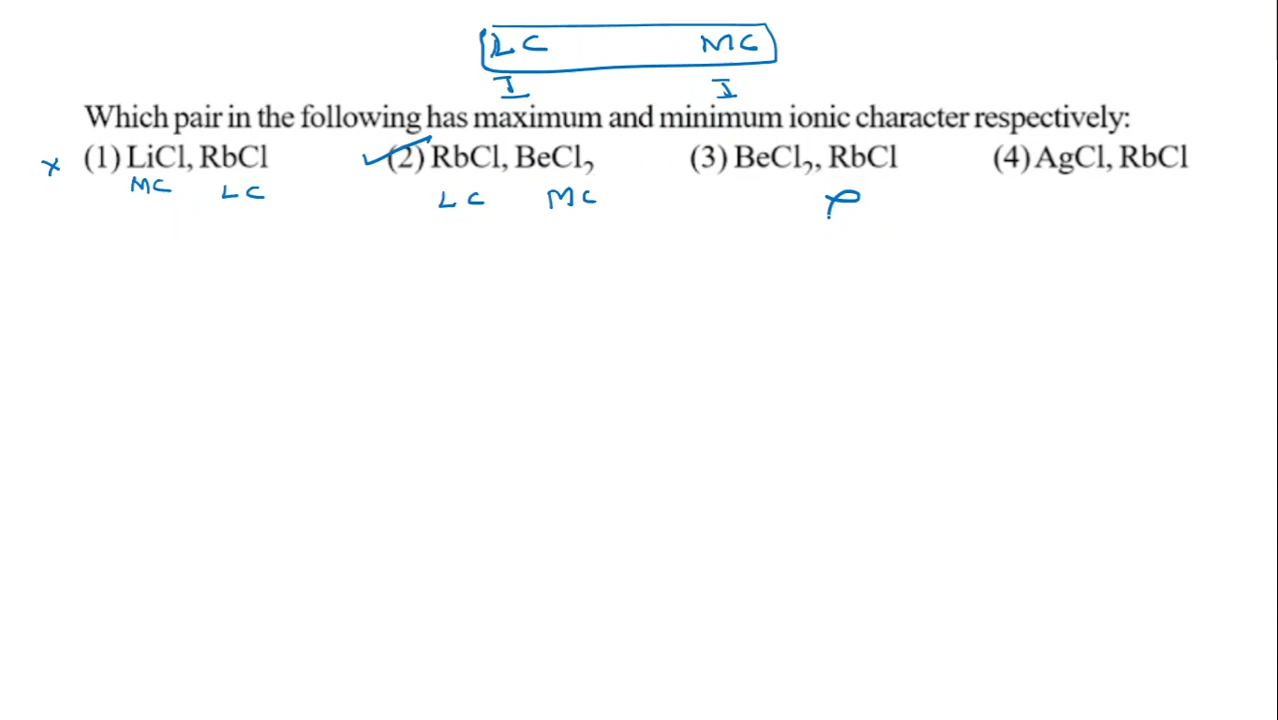 LC MC
I I
Which pair in the following has maximum and minimum ionic character respectively:
x (1) LiCl, RbCl (2) RbCl, BeCl₂ (3) BeCl₂, RbCl (4) AgCl, RbCl
MC LC LC MC